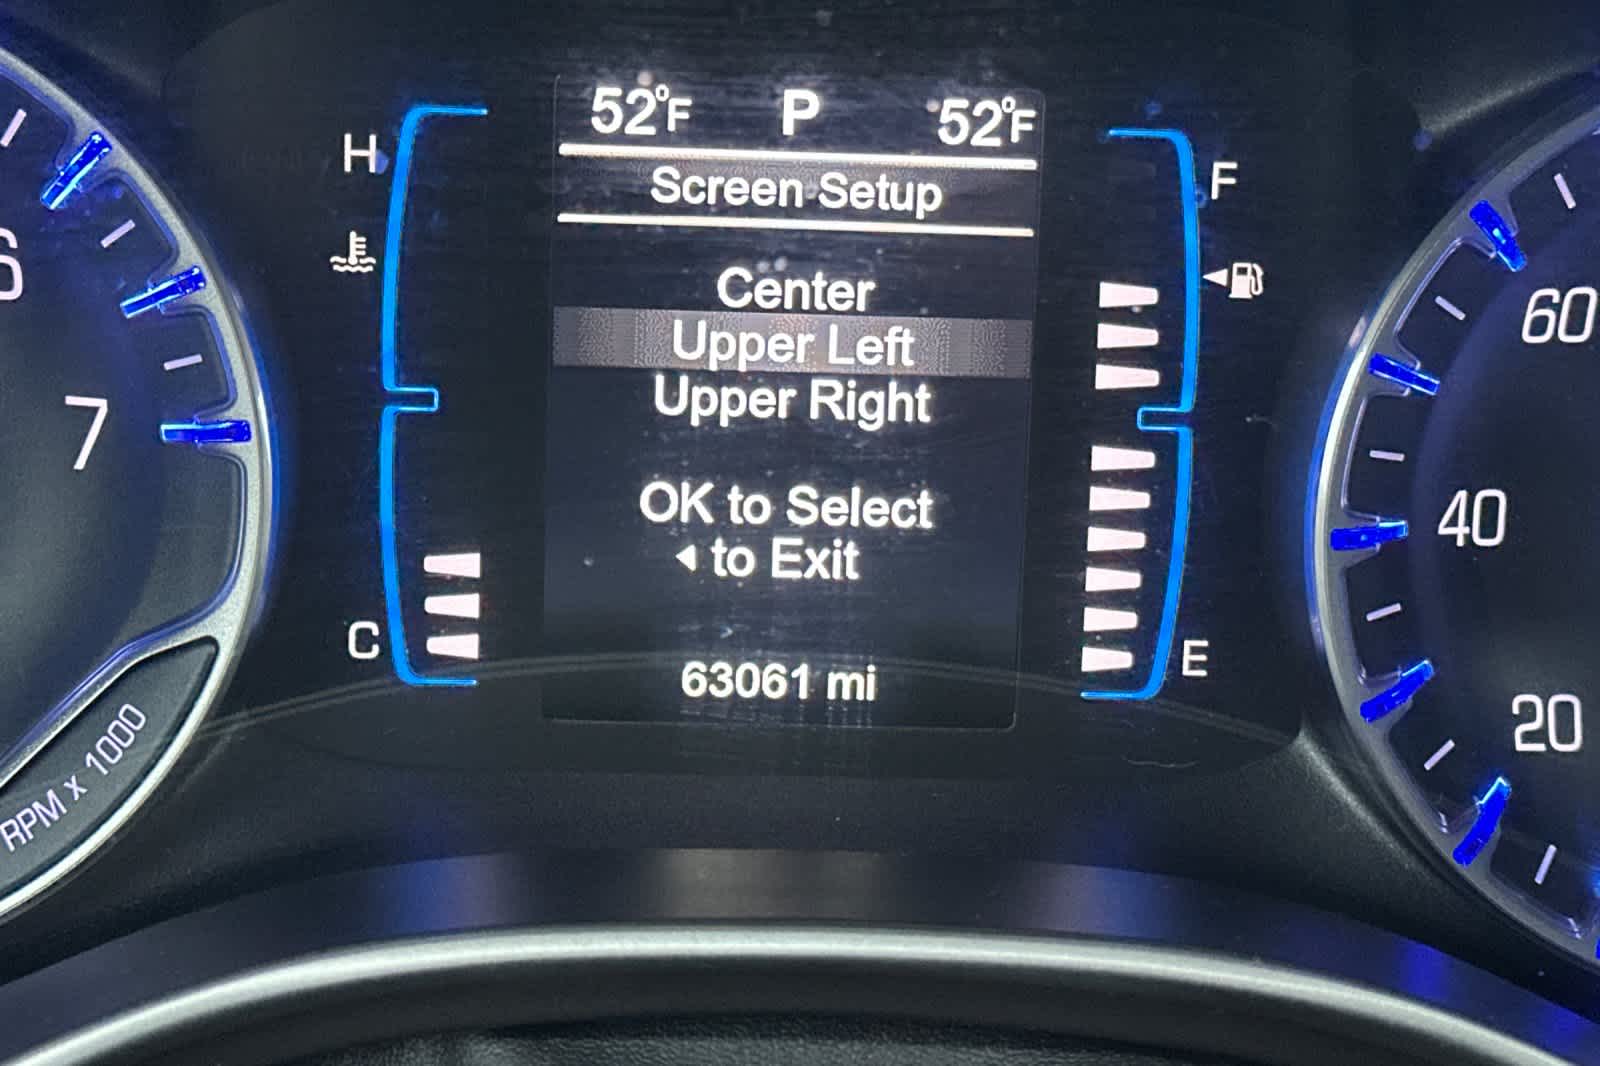 52°F P 52°F
Screen Setup
Center
Upper Left
Upper Right
OK to Select
◄ to Exit
63061 mi
H
C
F
E
6
7
RPM x 1000
60
40
20